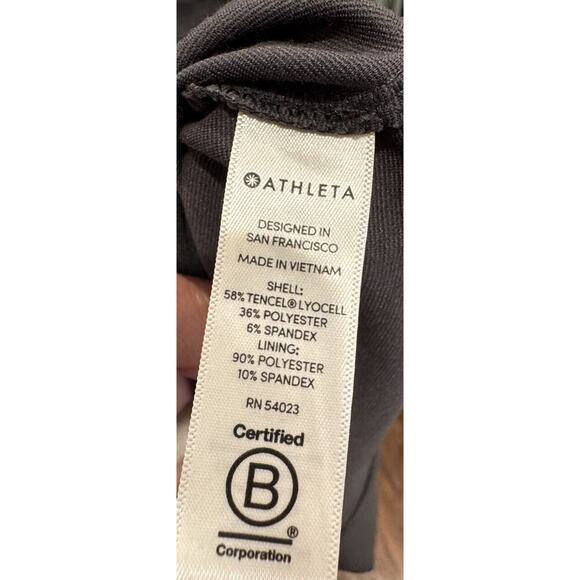 ATHLETA
DESIGNED IN
SAN FRANCISCO
MADE IN VIETNAM
SHELL:
58% TENCEL® LYOCELL
36% POLYESTER
6% SPANDEX
LINING:
90% POLYESTER
10% SPANDEX
RN 54023
Certified
B
®
Corporation